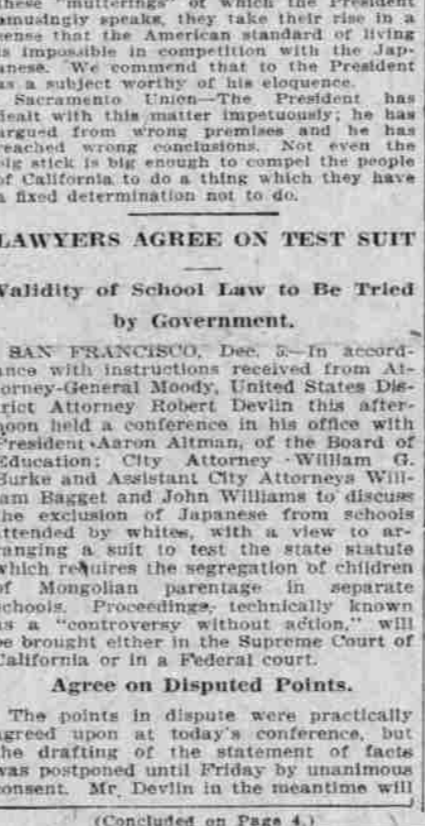 these "mutterings" of which the President
amusingly speaks, they take their rise in a
sense that the American standard of living
is impossible in competition with the Jap-
anese. We commend that to the President
as a subject worthy of his eloquence.
Sacramento Union—The President has
dealt with this matter impetuously; he has
argued from wrong premises and he has
reached wrong conclusions. Not even the
big stick is big enough to compel the people
of California to do a thing which they have
a fixed determination not to do.
LAWYERS AGREE ON TEST SUIT
Validity of School Law to Be Tried
by Government.
SAN FRANCISCO, Dec. 5.—In accord-
ance with instructions received from At-
torney-General Moody, United States Dis-
trict Attorney Robert Devlin this after-
noon held a conference in his office with
President Aaron Altman, of the Board of
Education; City Attorney William G.
Burke and Assistant City Attorneys Will-
iam Bagget and John Williams to discuss
the exclusion of Japanese from schools
attended by whites, with a view to ar-
ranging a suit to test the state statute
which requires the segregation of children
of Mongolian parentage in separate
schools. Proceedings, technically known
as a "controversy without action," will
be brought either in the Supreme Court of
California or in a Federal court.
Agree on Disputed Points.
The points in dispute were practically
agreed upon at today's conference, but
the drafting of the statement of facts
was postponed until Friday by unanimous
consent. Mr. Devlin in the meantime will
(Concluded on Page 4.)